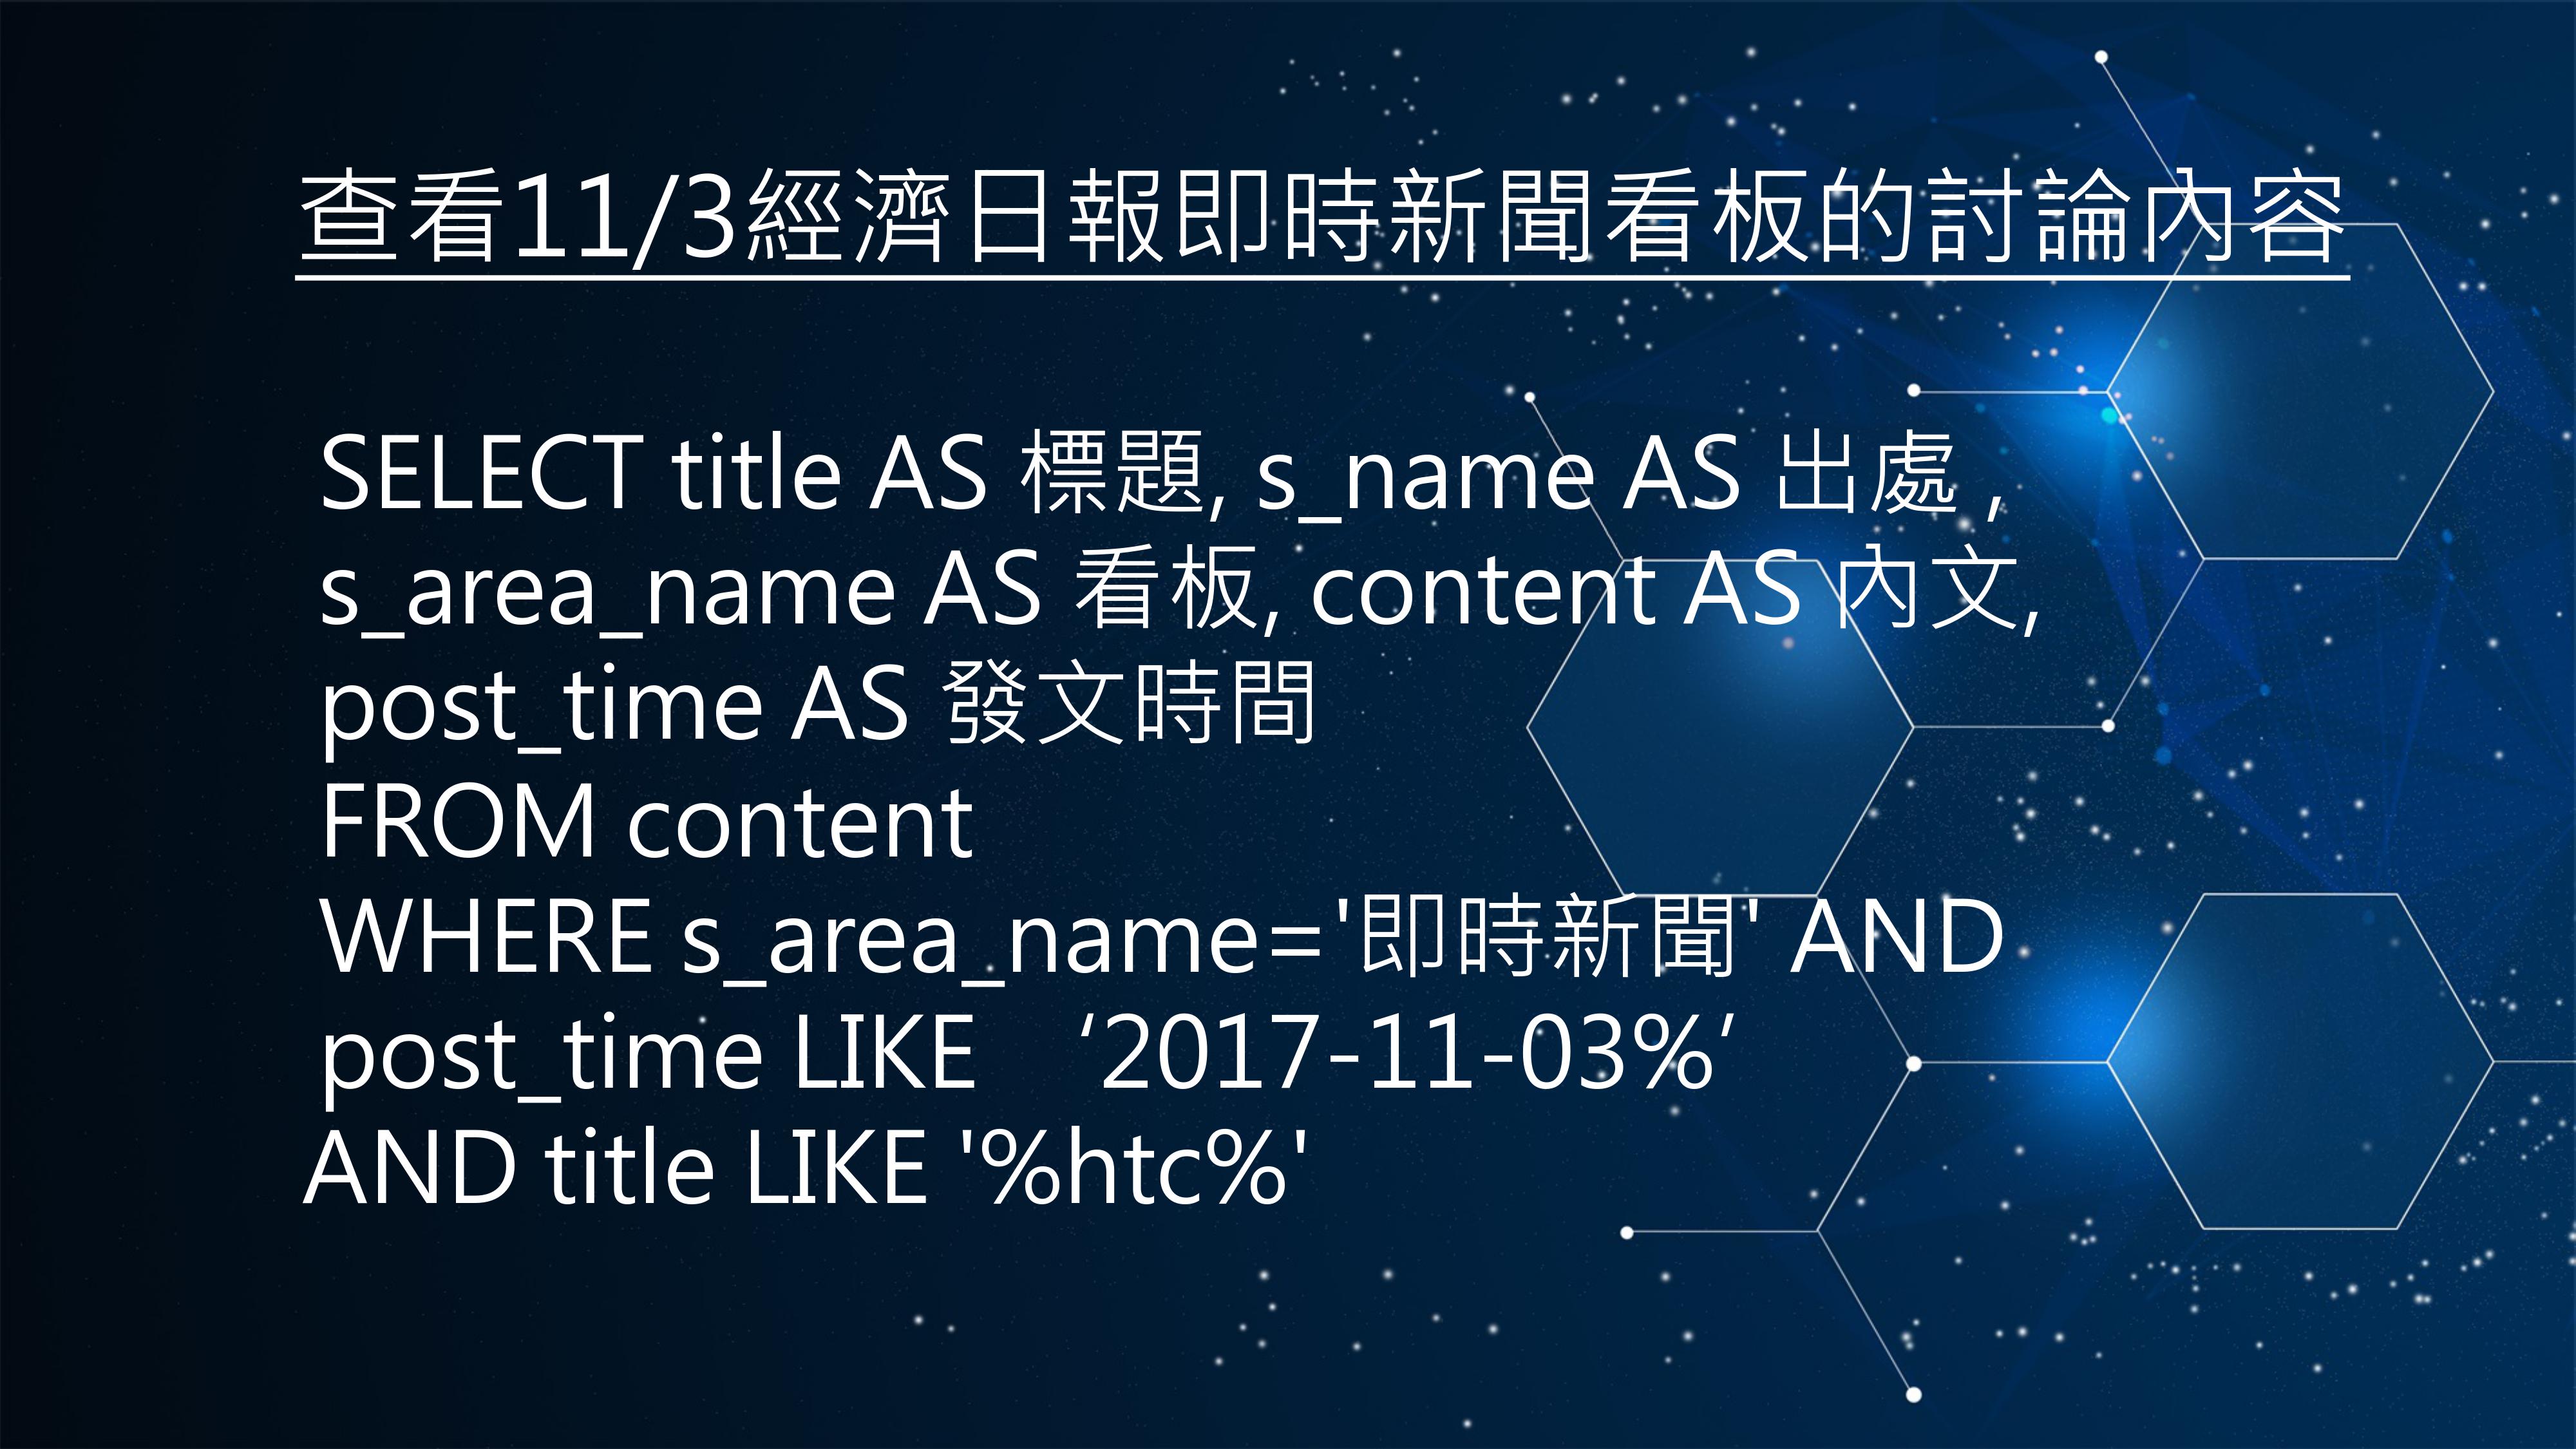 查看11/3經濟日報即時新聞看板的討論內容
SELECT title AS 標題, s_name AS 出處 ,
s_area_name AS 看板, content AS 內文,
post_time AS 發文時間
FROM content
WHERE s_area_name='即時新聞' AND
post_time LIKE ‘2017-11-03%’
AND title LIKE '%htc%'